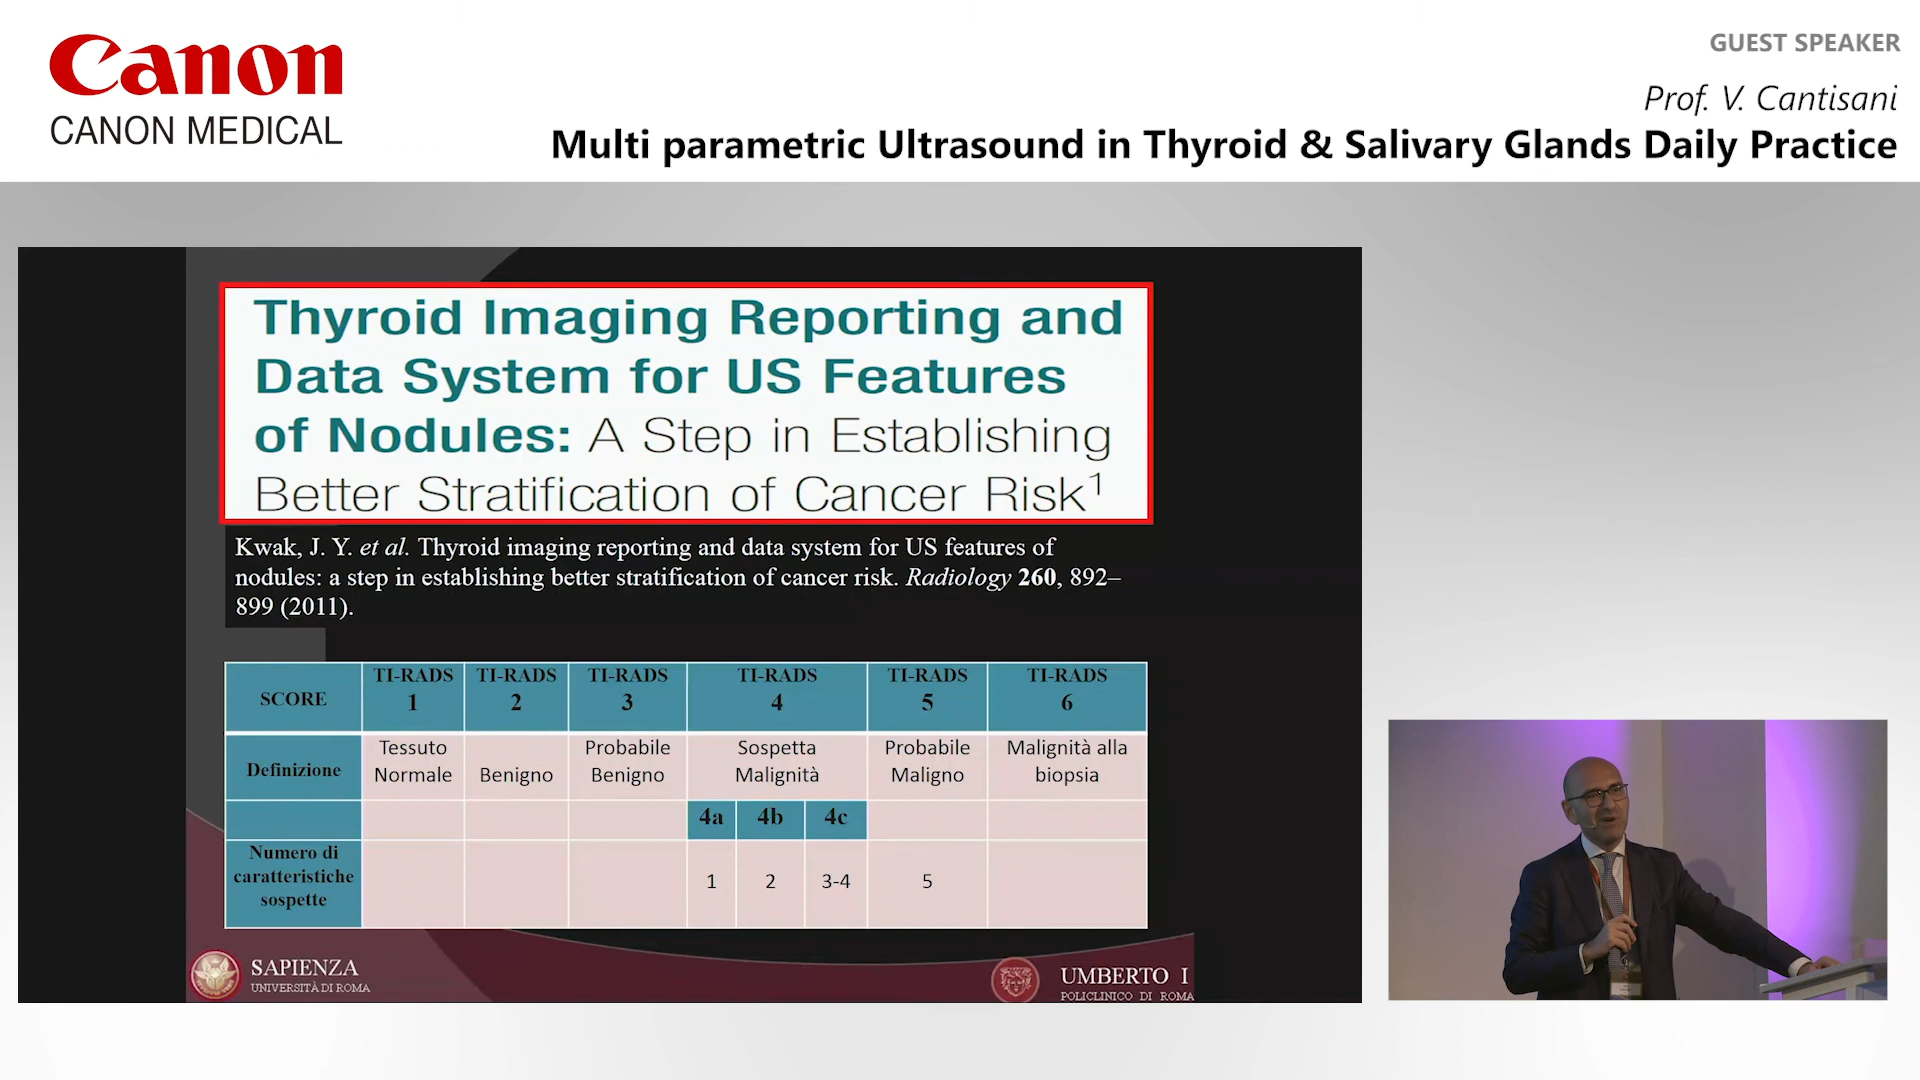 Canon
CANON MEDICAL
GUEST SPEAKER
Prof. V. Cantisani
Multi parametric Ultrasound in Thyroid & Salivary Glands Daily Practice
Thyroid Imaging Reporting and
Data System for US Features
of Nodules: A Step in Establishing
Better Stratification of Cancer Risk¹
Kwak, J. Y. et al. Thyroid imaging reporting and data system for US features of
nodules: a step in establishing better stratification of cancer risk. Radiology 260, 892–
899 (2011).
SCORE TI-RADS 1 TI-RADS 2 TI-RADS 3 TI-RADS 4 TI-RADS 5 TI-RADS 6
Definizione Tessuto Normale Benigno Probabile Benigno Sospetta Malignità Probabile Maligno Malignità alla biopsia
4a 4b 4c
Numero di caratteristiche sospette 1 2 3-4 5
SAPIENZA
UNIVERSITÀ DI ROMA
UMBERTO I
POLICLINICO DI ROMA